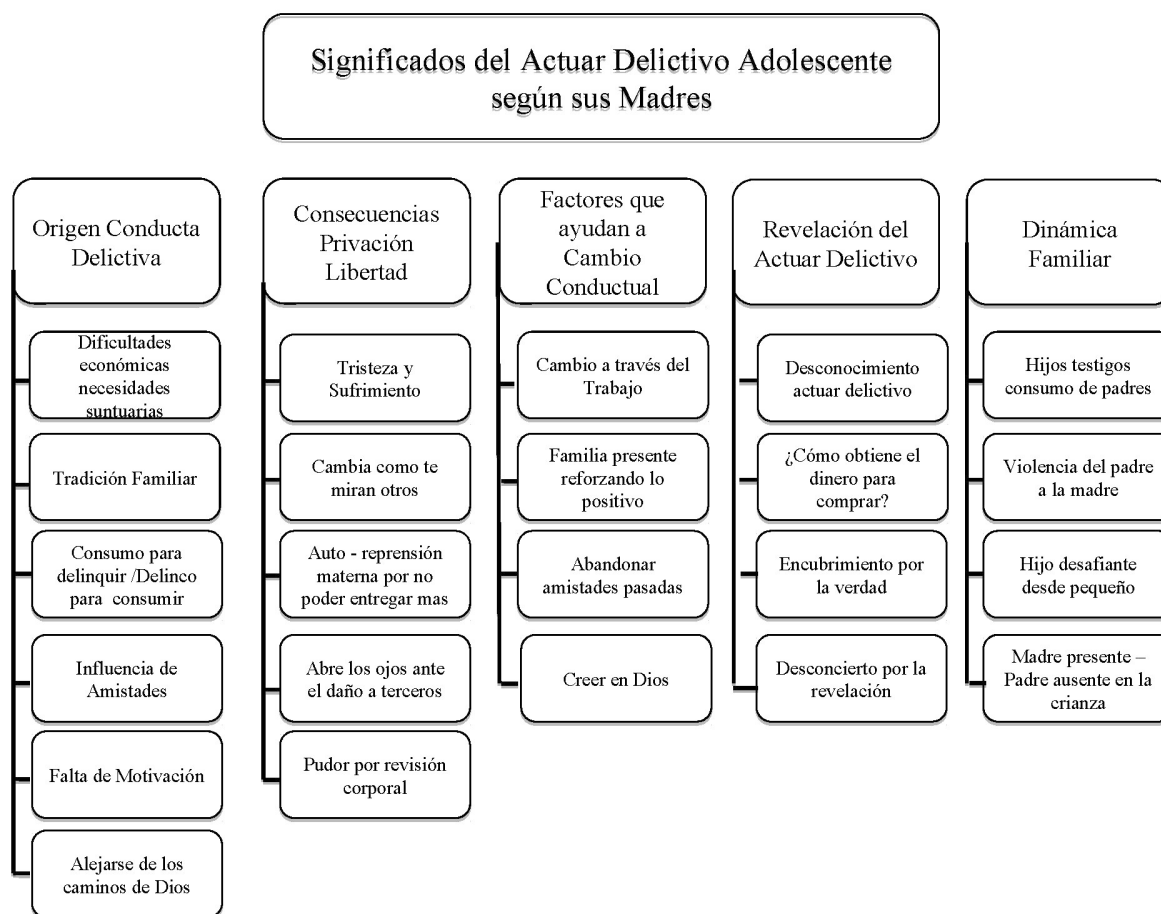 Significados del Actuar Delictivo Adolescente
según sus Madres
Origen Conducta
Delictiva
Dificultades
económicas
necesidades
suntuarias
Tradición Familiar
Consumo para
delinquir /Delinco
para consumir
Influencia de
Amistades
Falta de Motivación
Alejarse de los
caminos de Dios
Consecuencias
Privación
Libertad
Tristeza y
Sufrimiento
Cambia como te
miran otros
Auto - reprensión
materna por no
poder entregar mas
Abre los ojos ante
el daño a terceros
Pudor por revisión
corporal
Factores que
ayudan a
Cambio
Conductual
Cambio a través del
Trabajo
Familia presente
reforzando lo
positivo
Abandonar
amistades pasadas
Creer en Dios
Revelación del
Actuar Delictivo
Desconocimiento
actuar delictivo
¿Cómo obtiene el
dinero para
comprar?
Encubrimiento por
la verdad
Desconcierto por la
revelación
Dinámica
Familiar
Hijos testigos
consumo de padres
Violencia del padre
a la madre
Hijo desafiante
desde pequeño
Madre presente –
Padre ausente en la
crianza